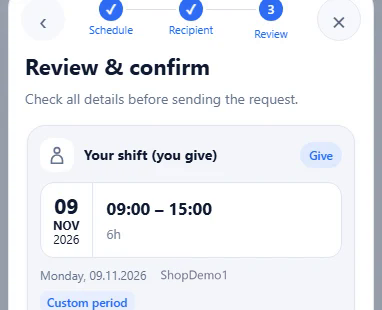 3
Schedule
Recipient
Review
Review & confirm
Check all details before sending the request.
Your shift (you give)
Give
09
NOV
2026
09:00 – 15:00
6h
Monday, 09.11.2026
ShopDemo1
Custom period